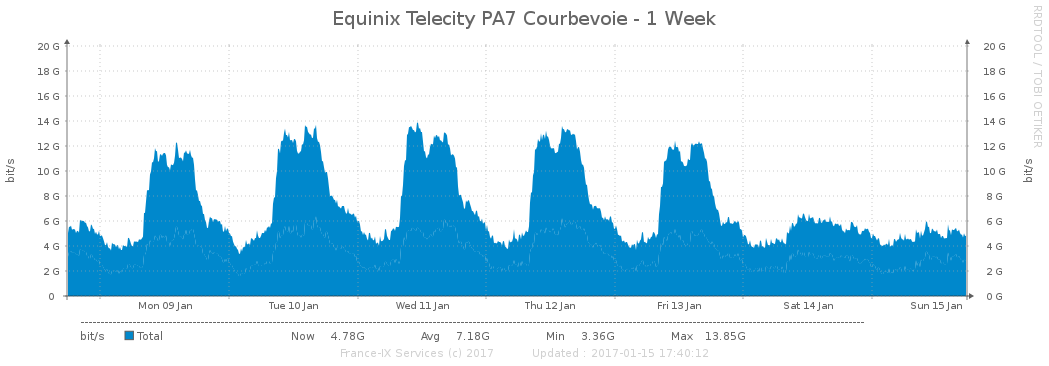 Equinix Telecity PA7 Courbevoie - 1 Week
RRDTOOL / TOBI OETIKER
20 G 20 G
18 G 18 G
16 G 16 G
14 G 14 G
12 G 12 G
10 G 10 G
8 G 8 G
6 G 6 G
4 G 4 G
2 G 2 G
0 0 G
bit/s
bit/s
Mon 09 Jan Tue 10 Jan Wed 11 Jan Thu 12 Jan Fri 13 Jan Sat 14 Jan Sun 15 Jan
bit/s Total Now 4.78G Avg 7.18G Min 3.36G Max 13.85G
France-IX Services (c) 2017 Updated : 2017-01-15 17:40:12